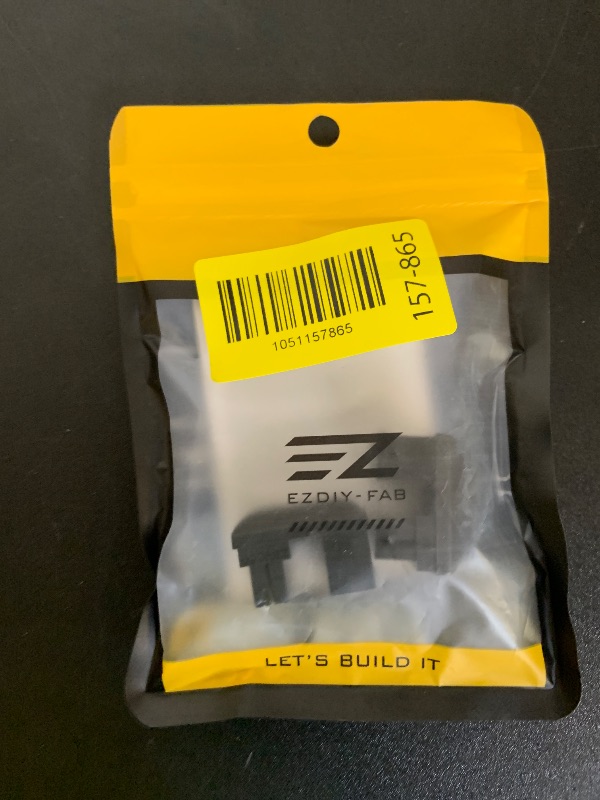 157-865
1051157865
EZ
EZDIY-FAB
LET'S BUILD IT